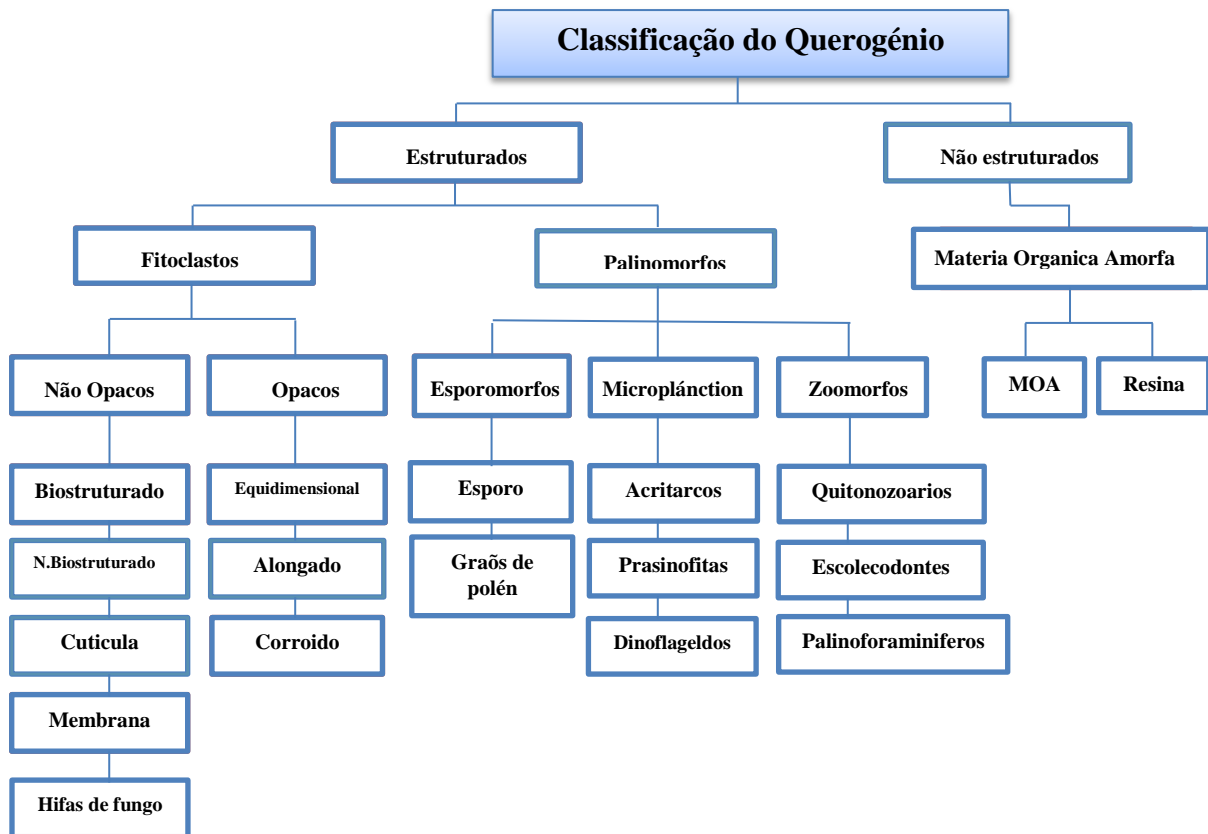 Classificação do Querogénio
Estruturados
Não estruturados
Fitoclastos
Palinomorfos
Materia Organica Amorfa
Não Opacos
Opacos
Esporomorfos
Microplánction
Zoomorfos
MOA
Resina
Biostruturado
Equidimensional
Esporo
Acritarcos
Quitonozoarios
N.Biostruturado
Alongado
Graõs de
polén
Prasinofitas
Escolecodontes
Cuticula
Corroido
Dinoflageldos
Palinoforaminiferos
Membrana
Hifas de fungo